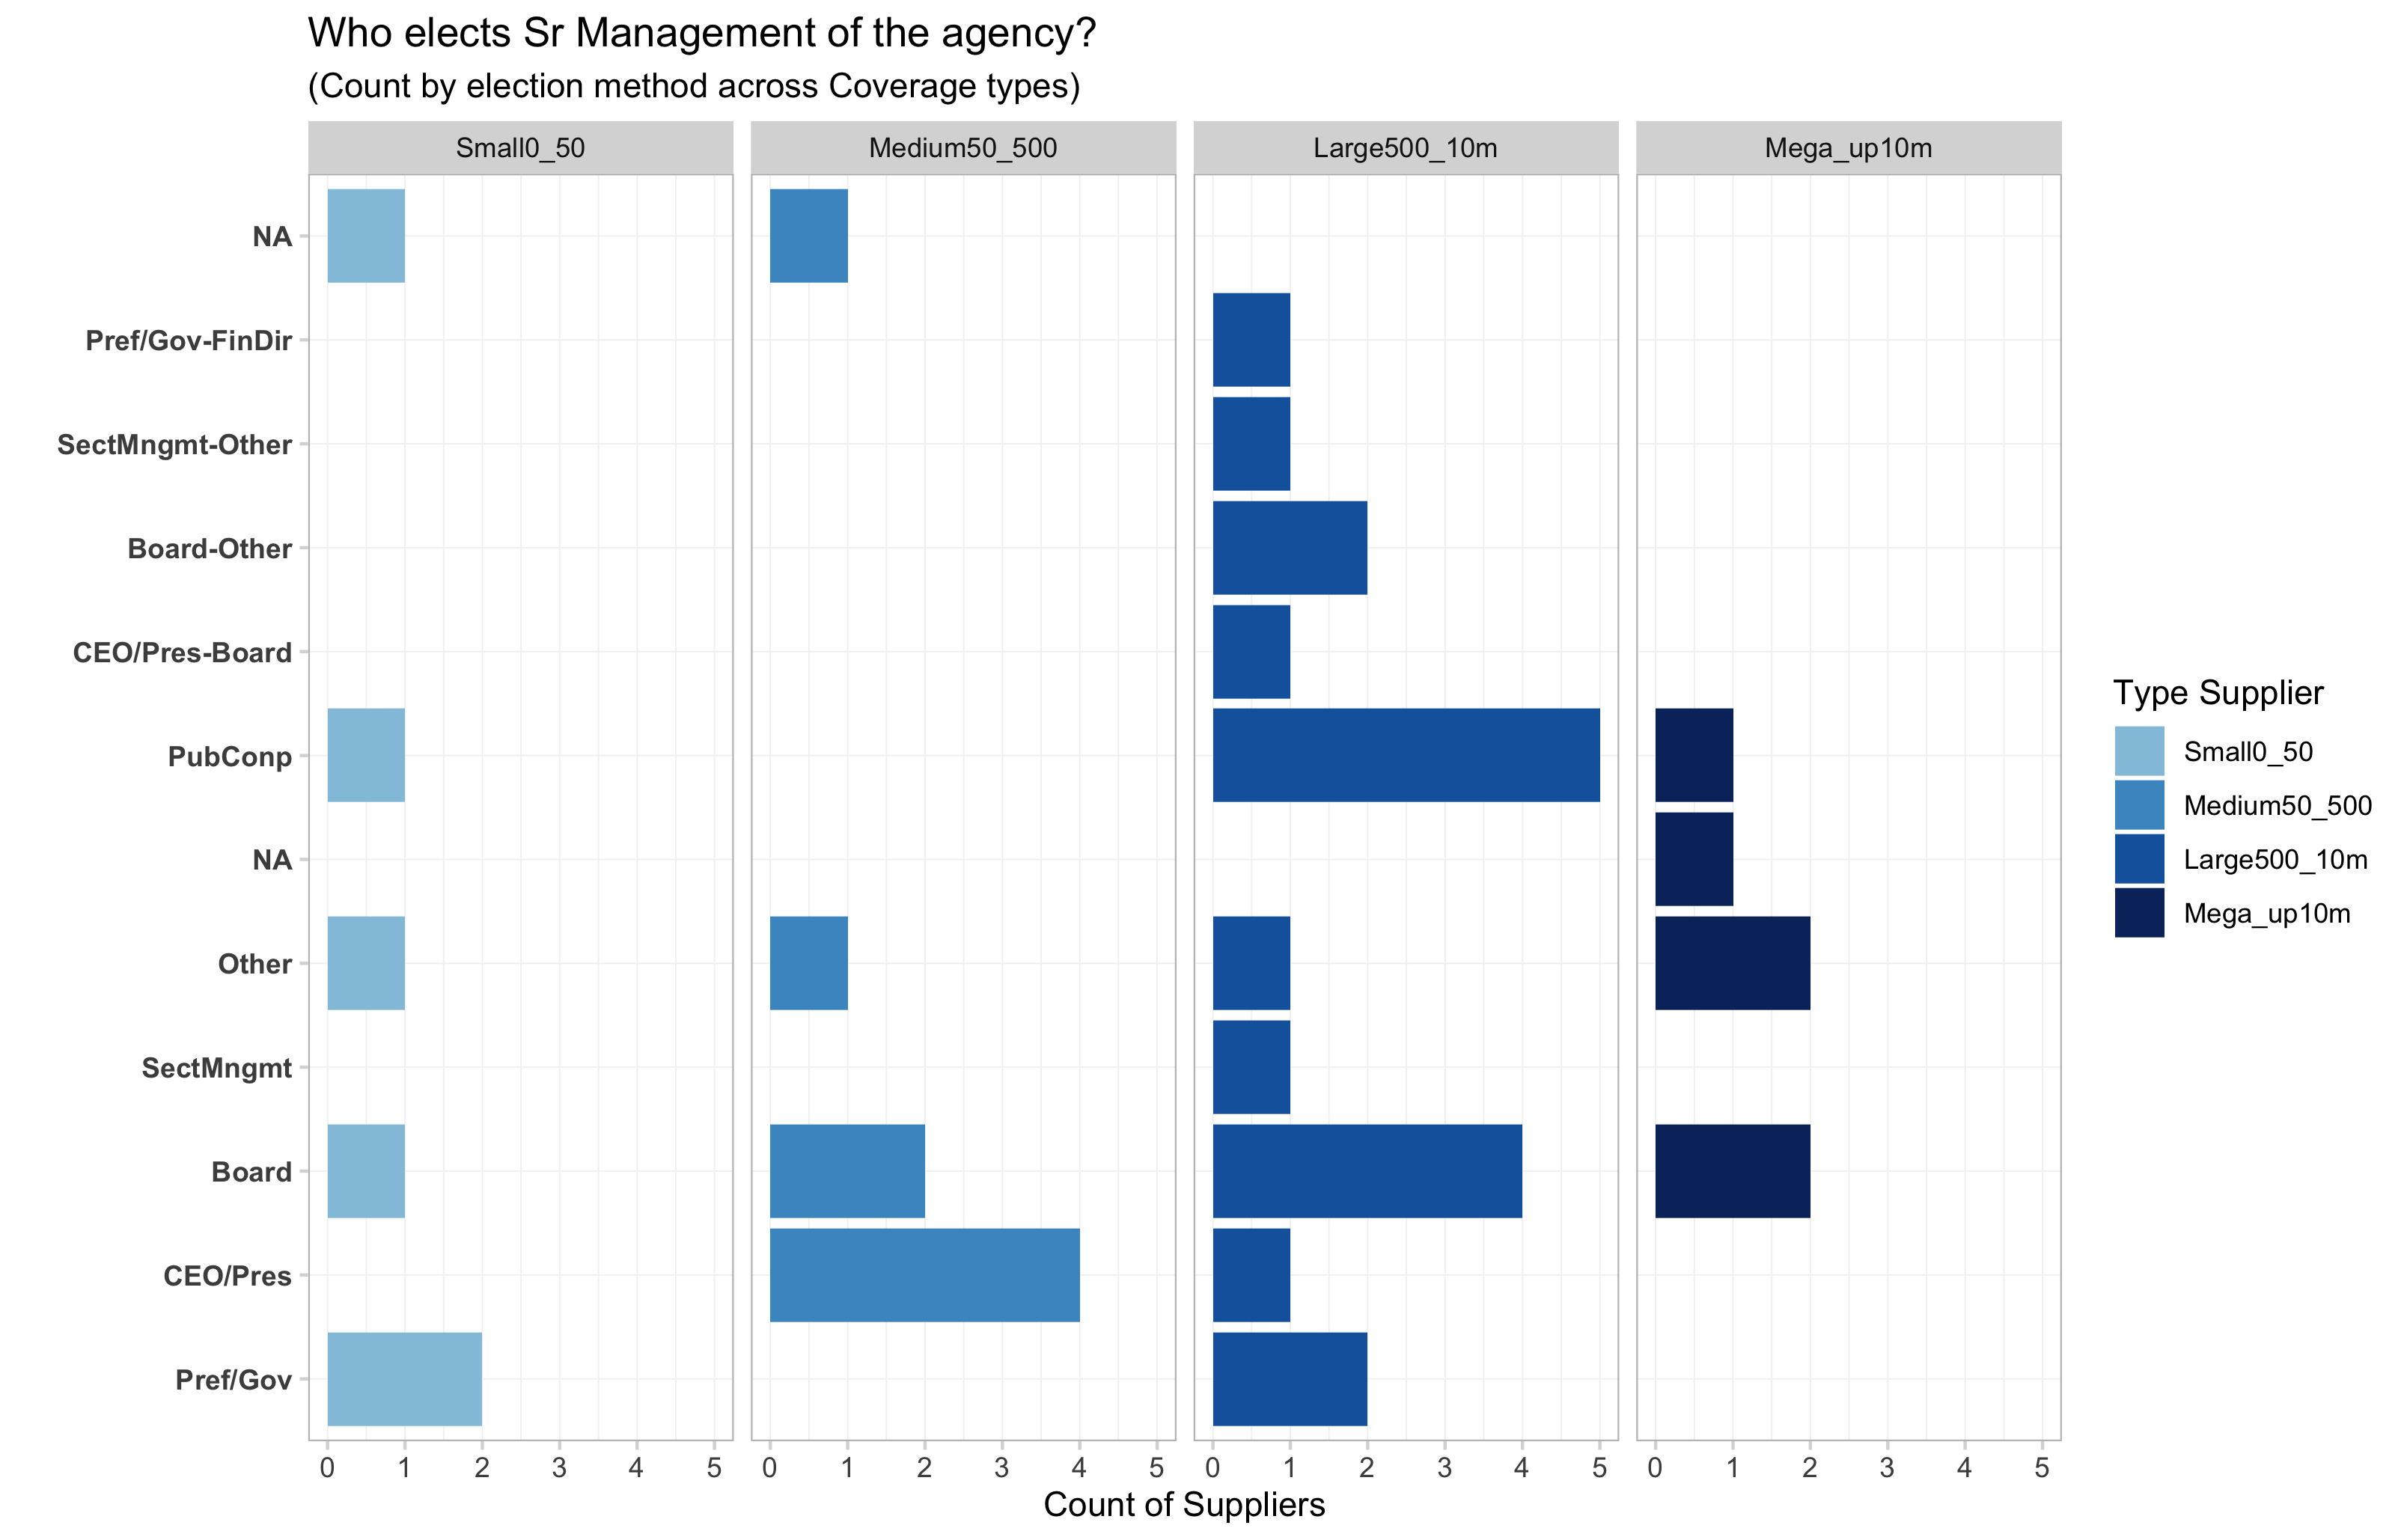 Who elects Sr Management of the agency?
(Count by election method across Coverage types)
Small0_50
Medium50_500
Large500_10m
Mega_up10m
NA
Pref/Gov-FinDir
SectMngmt-Other
Board-Other
CEO/Pres-Board
PubConp
NA
Other
SectMngmt
Board
CEO/Pres
Pref/Gov
0 1 2 3 4 5
0 1 2 3 4 5
0 1 2 3 4 5
0 1 2 3 4 5
Count of Suppliers
Type Supplier
Small0_50
Medium50_500
Large500_10m
Mega_up10m